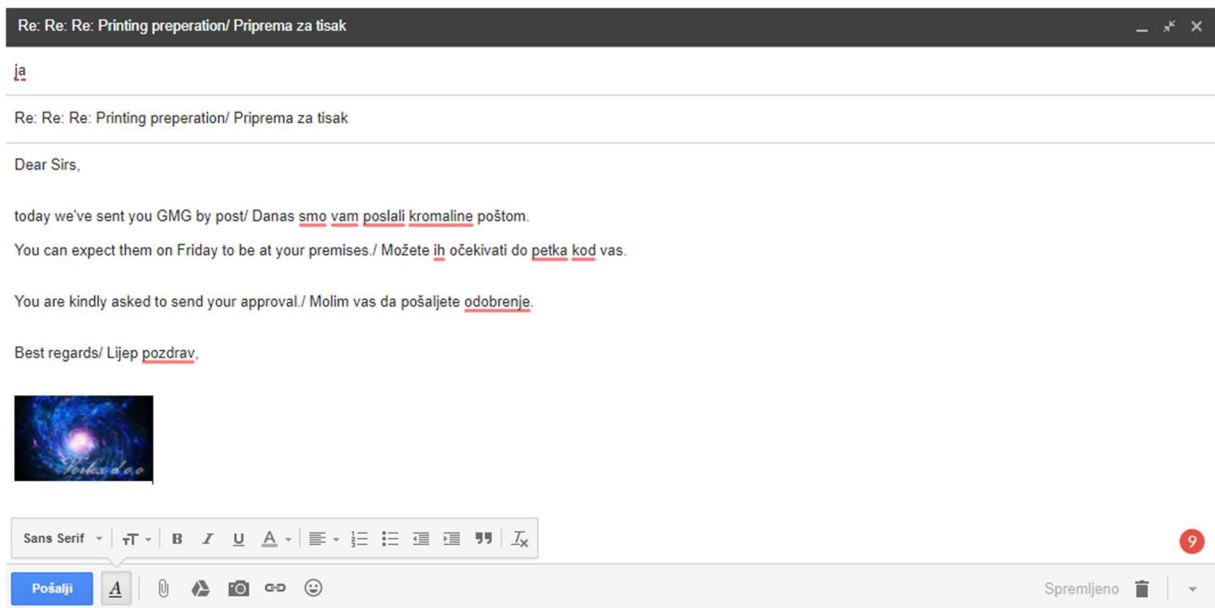 Re: Re: Re: Printing preperation/ Priprema za tisak
ja
Re: Re: Re: Printing preperation/ Priprema za tisak
Dear Sirs,
today we've sent you GMG by post/ Danas smo vam poslali kromaline poštom.
You can expect them on Friday to be at your premises./ Možete ih očekivati do petka kod vas.
You are kindly asked to send your approval./ Molim vas da pošaljete odobrenje.
Best regards/ Lijep pozdrav,
Vortex d.o.o
Sans Serif
9
Pošalji
Spremljeno